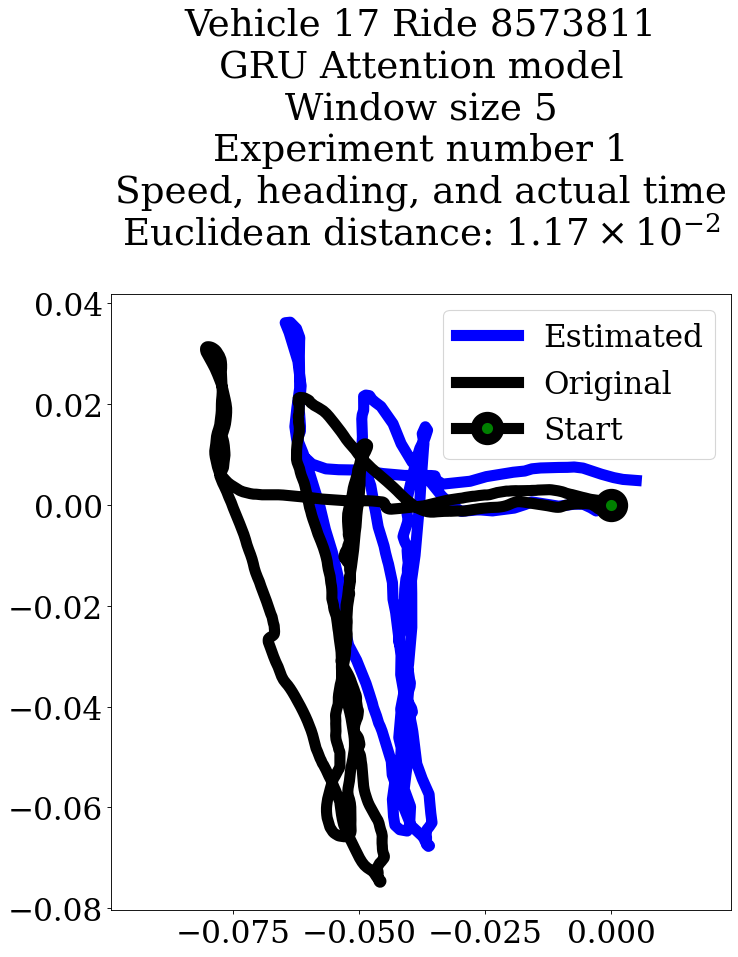 Vehicle 17 Ride 8573811
GRU Attention model
Window size 5
Experiment number 1
Speed, heading, and actual time
Euclidean distance: 1.17 × 10⁻²
Estimated
Original
Start
0.04
0.02
0.00
−0.02
−0.04
−0.06
−0.08
−0.075 −0.050 −0.025 0.000